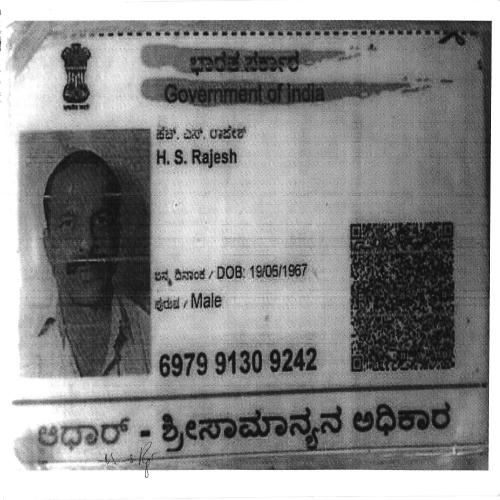 ಭಾರತ ಸರ್ಕಾರ
Government of India
ಹೆಚ್. ಎಸ್. ರಾಜೇಶ್
H. S. Rajesh
ಜನ್ಮ ದಿನಾಂಕ / DOB: 19/06/1967
ಪುರುಷ / Male
6979 9130 9242
ಆಧಾರ್ - ಶ್ರೀಸಾಮಾನ್ಯನ ಅಧಿಕಾರ